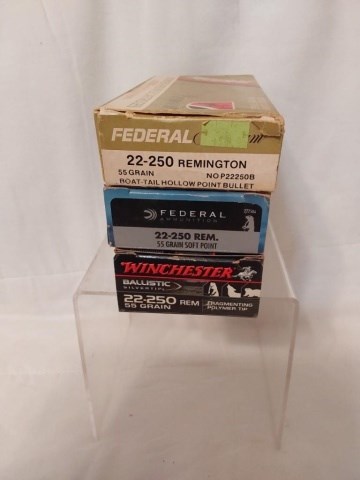 FEDERAL
22-250 REMINGTON
55 GRAIN NO P22250B
BOAT-TAIL HOLLOW POINT BULLET
FEDERAL
AMMUNITION
22-250 REM.
55 GRAIN SOFT POINT
WINCHESTER
BALLISTIC
SILVERTIP
22-250 REM
55 GRAIN
FRAGMENTING
POLYMER TIP